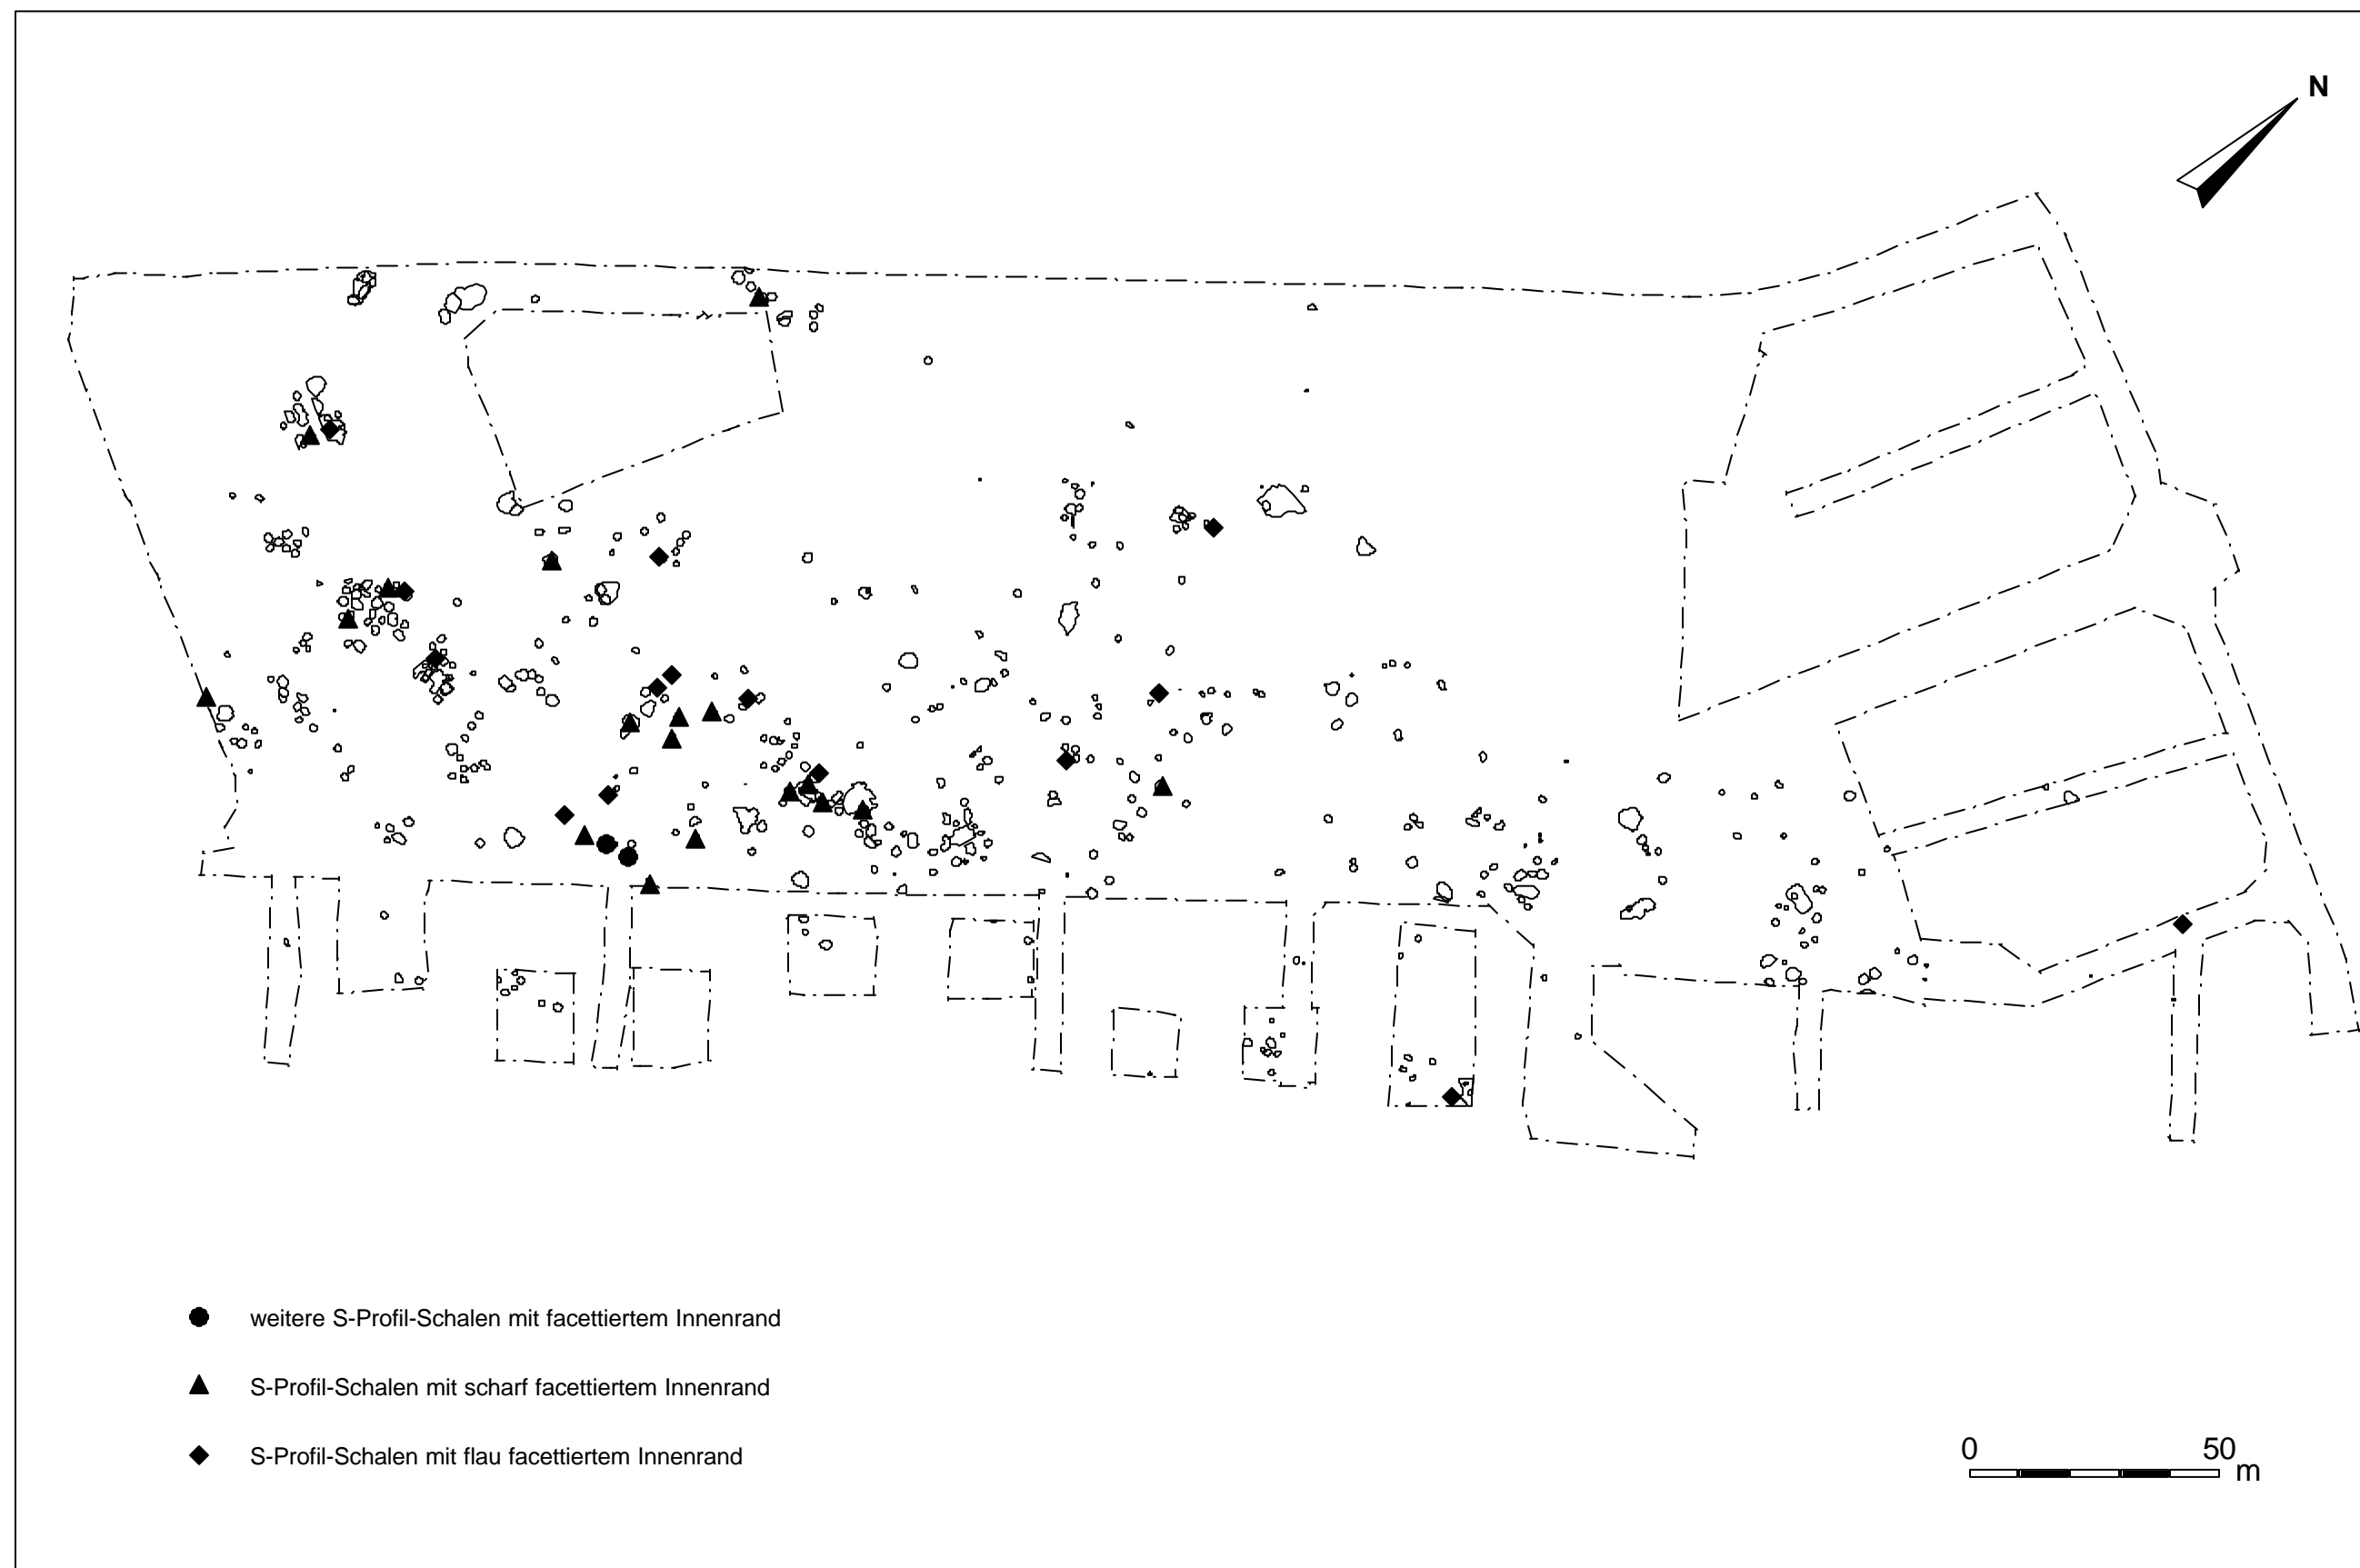 N
weitere S-Profil-Schalen mit facettiertem Innenrand
S-Profil-Schalen mit scharf facettiertem Innenrand
S-Profil-Schalen mit flau facettiertem Innenrand
0 50
m